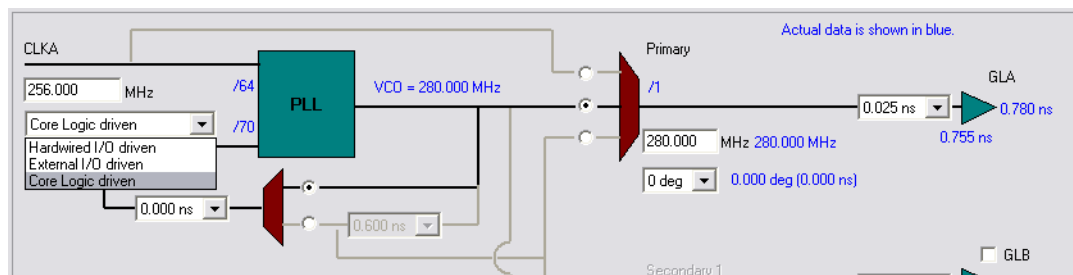 Actual data is shown in blue.
CLKA
Primary
256.000 MHz
/64
PLL
VCO = 280.000 MHz
/1
GLA
Core Logic driven
/70
0.025 ns
0.780 ns
Hardwired I/O driven
External I/O driven
Core Logic driven
280.000 MHz 280.000 MHz
0.755 ns
0 deg
0.000 deg (0.000 ns)
0.000 ns
0.600 ns
GLB
Secondary 1